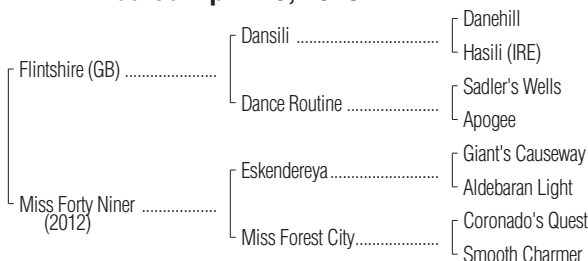 Danehill
Dansili ..............................
Hasili (IRE)
Flintshire (GB) ........................
Sadler's Wells
Dance Routine ........................
Apogee
Giant's Causeway
Eskendereya ............................
Aldebaran Light
Miss Forty Niner ...................
(2012)
Coronado's Quest
Miss Forest City .....................
Smooth Charmer